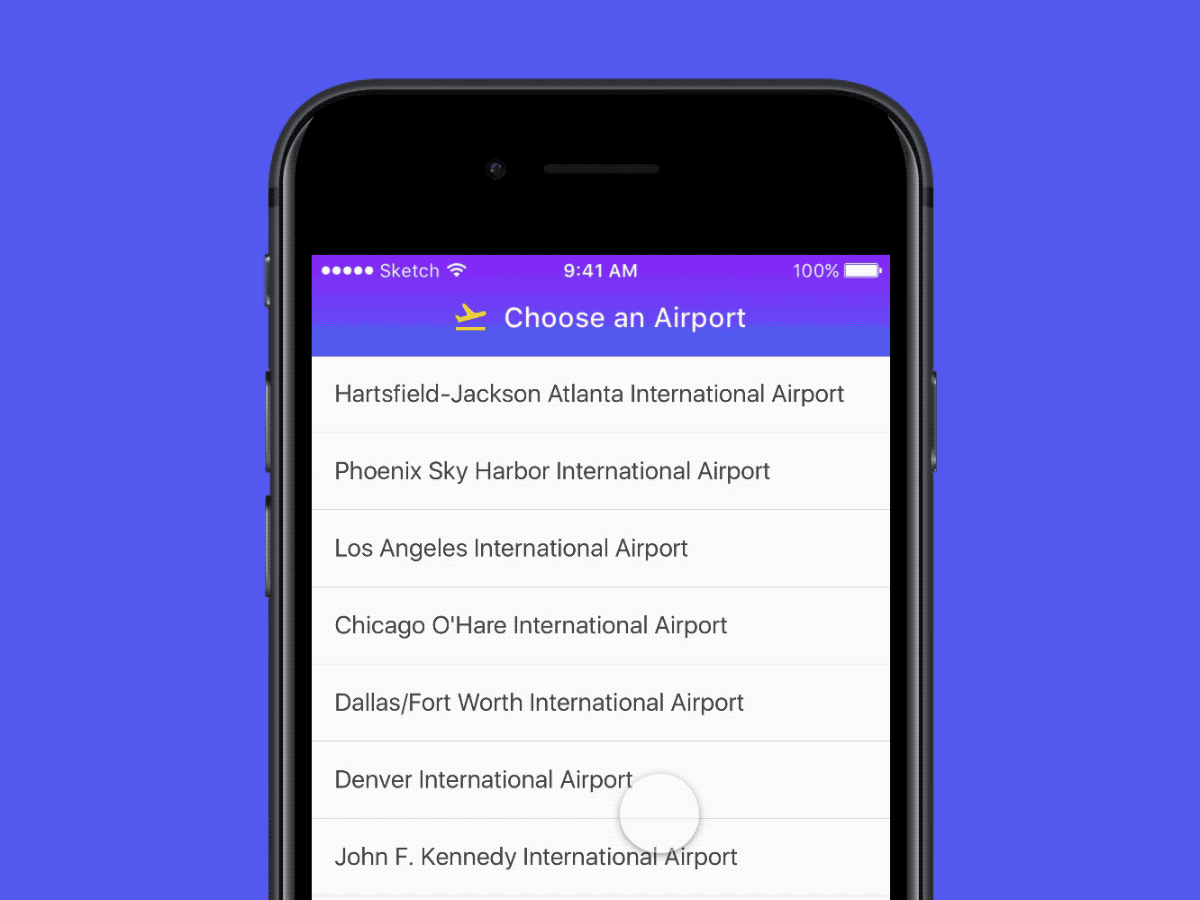 Sketch 9:41 AM 100%
Choose an Airport
Hartsfield-Jackson Atlanta International Airport
Phoenix Sky Harbor International Airport
Los Angeles International Airport
Chicago O'Hare International Airport
Dallas/Fort Worth International Airport
Denver International Airport
John F. Kennedy International Airport